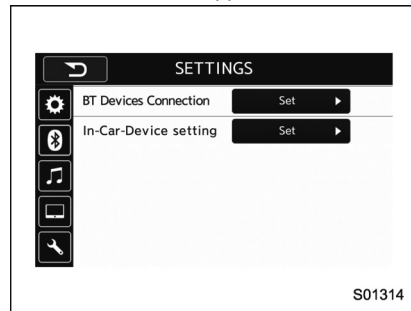 SETTINGS
BT Devices Connection
Set
In-Car-Device setting
Set
S01314